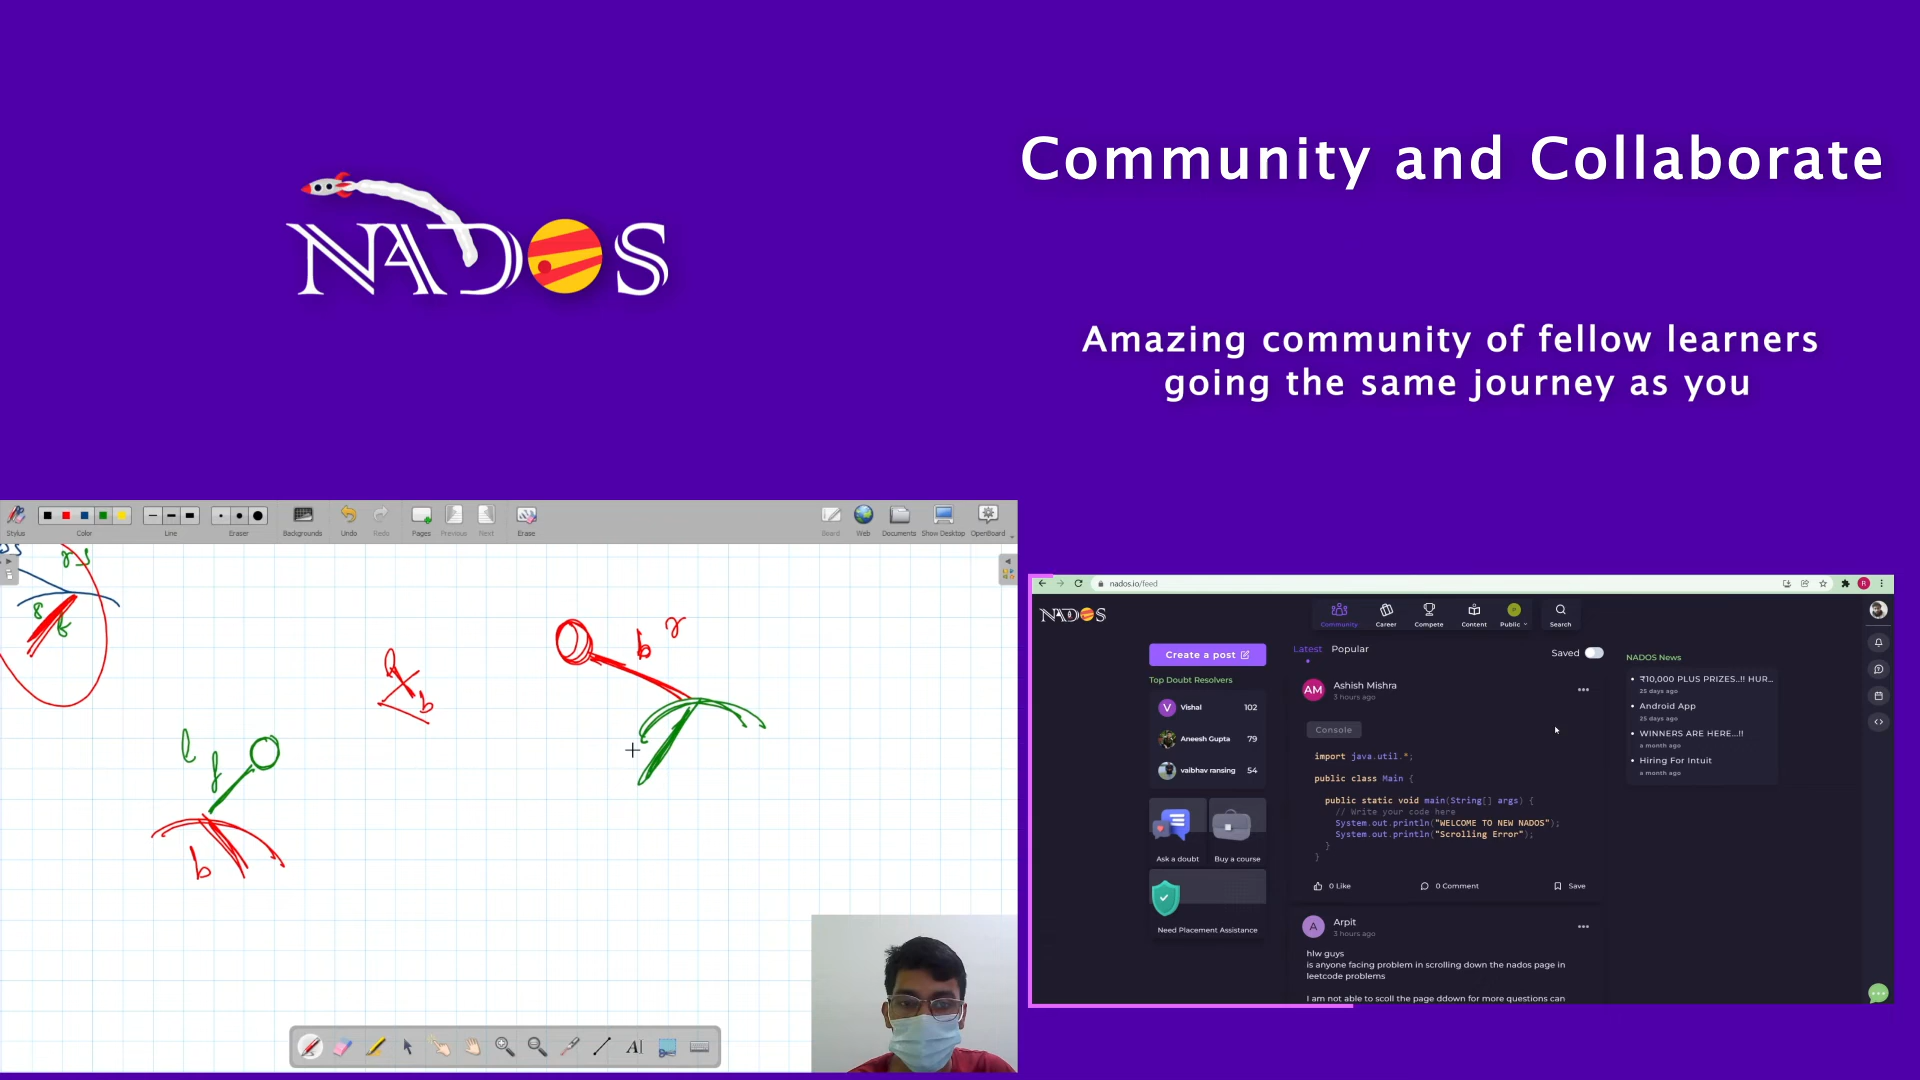 NADOS
Community and Collaborate
Amazing community of fellow learners
going the same journey as you
Stylus
Color
Line
Eraser
Backgrounds
Undo
Redo
Pages
Previous
Next
Erase
Board
Web
Documents
Show Desktop
OpenBoard
b
b
b
nados.io/feed
R
NADOS
Community
Career
Compete
Content
Public
Search
Create a post
Top Doubt Resolvers
V Vishal 102
Aneesh Gupta 79
vaibhav ransing 54
Ask a doubt
Buy a course
Need Placement Assistance
Latest
Popular
Saved
AM
Ashish Mishra
3 hours ago
Console
import java.util.*;
public class Main {
public static void main(String[] args) {
// Write your code here
System.out.println("WELCOME TO NEW NADOS");
System.out.println("Scrolling Error");
}
}
0 Like
0 Comment
Save
A
Arpit
3 hours ago
hlw guys
is anyone facing problem in scrolling down the nados page in
leetcode problems
I am not able to scoll the page ddown for more questions can
NADOS News
₹10,000 PLUS PRIZES..!! HUR...
25 days ago
Android App
25 days ago
WINNERS ARE HERE...!!
a month ago
Hiring For Intuit
a month ago